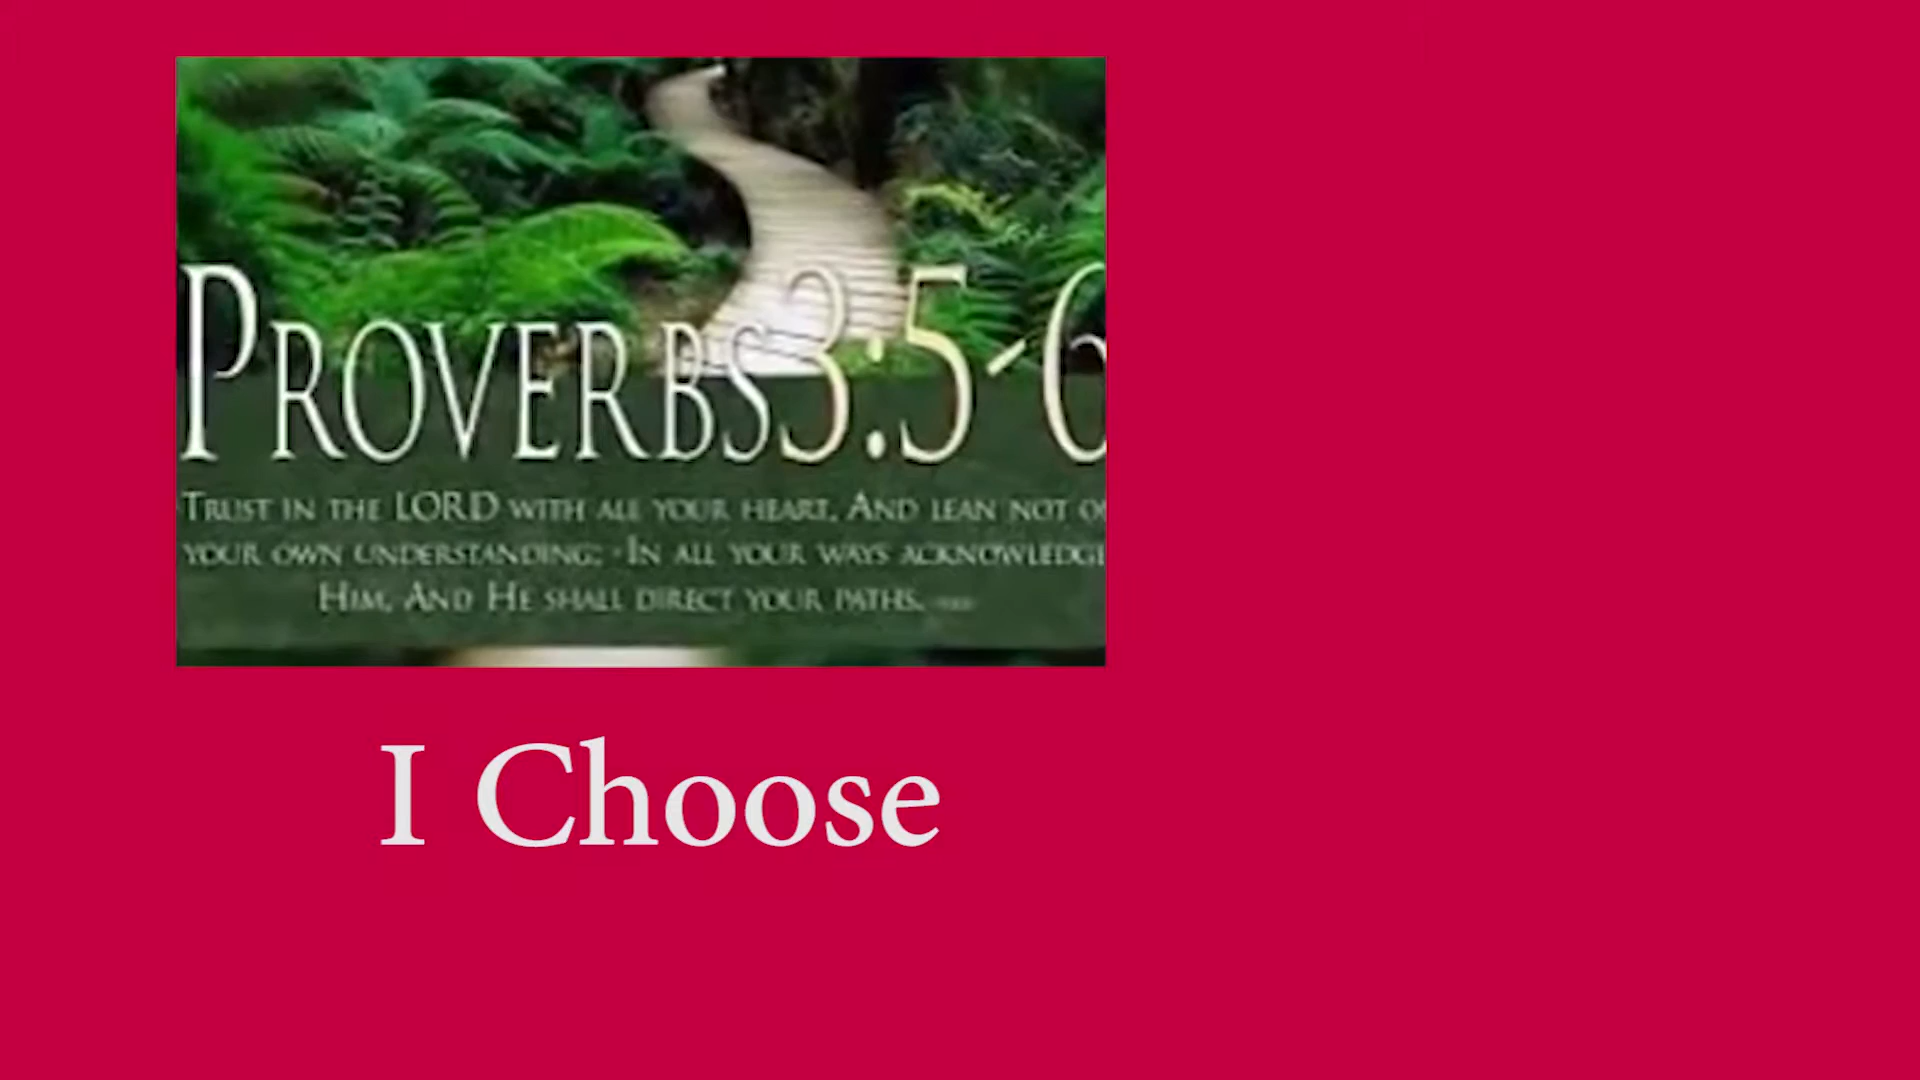 PROVERBS 3:5-6
TRUST IN THE LORD WITH ALL YOUR HEART, AND LEAN NOT O
YOUR OWN UNDERSTANDING; IN ALL YOUR WAYS ACKNOWLEDGE
HIM, AND HE SHALL DIRECT YOUR PATHS.
I Choose